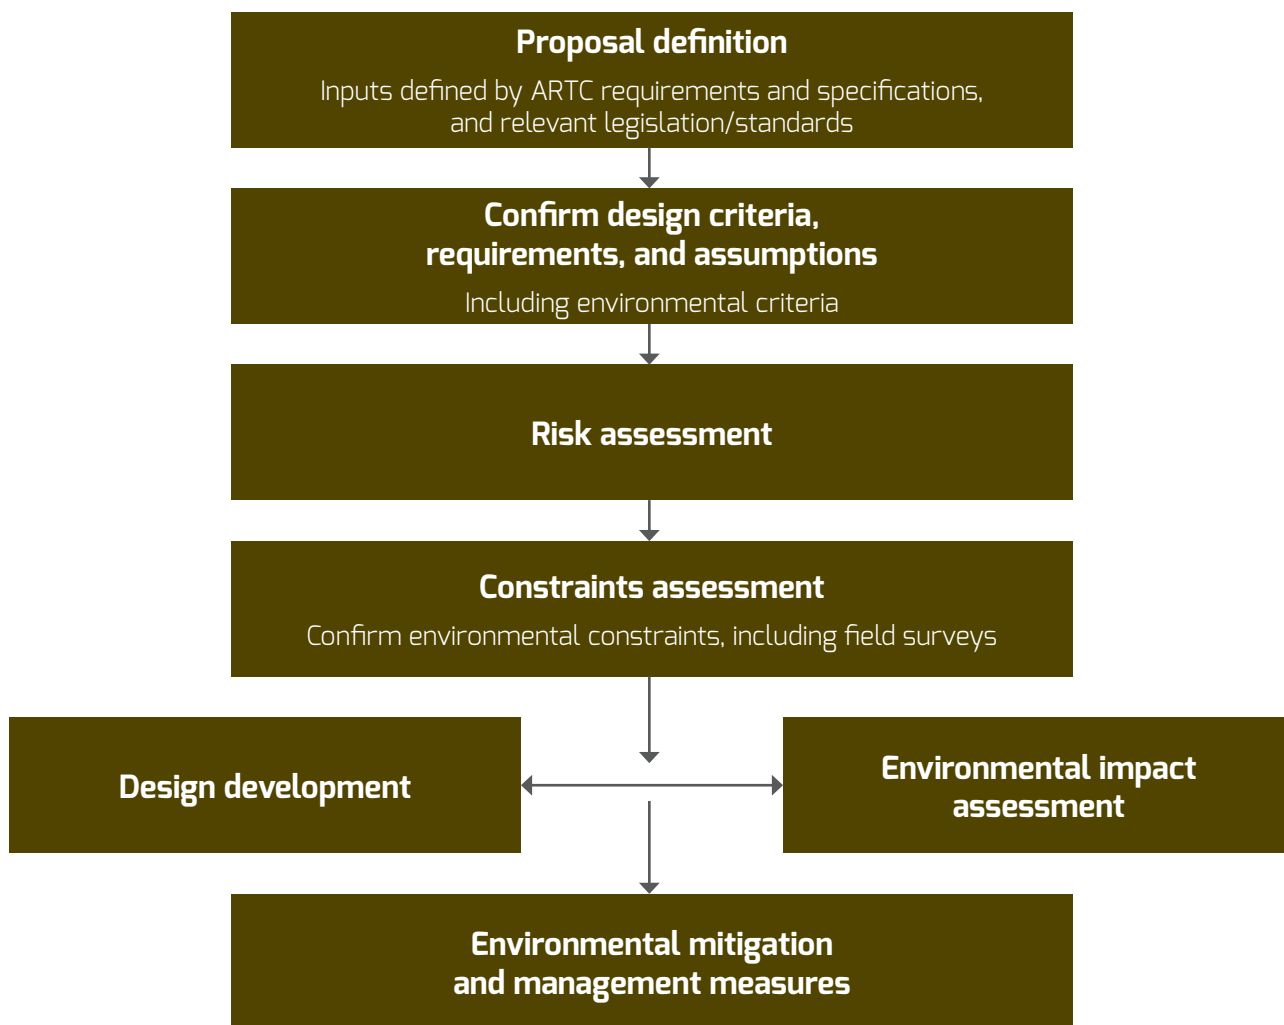 Proposal definition
Inputs defined by ARTC requirements and specifications,
and relevant legislation/standards
Confirm design criteria,
requirements, and assumptions
Including environmental criteria
Risk assessment
Constraints assessment
Confirm environmental constraints, including field surveys
Design development
Environmental impact
assessment
Environmental mitigation
and management measures